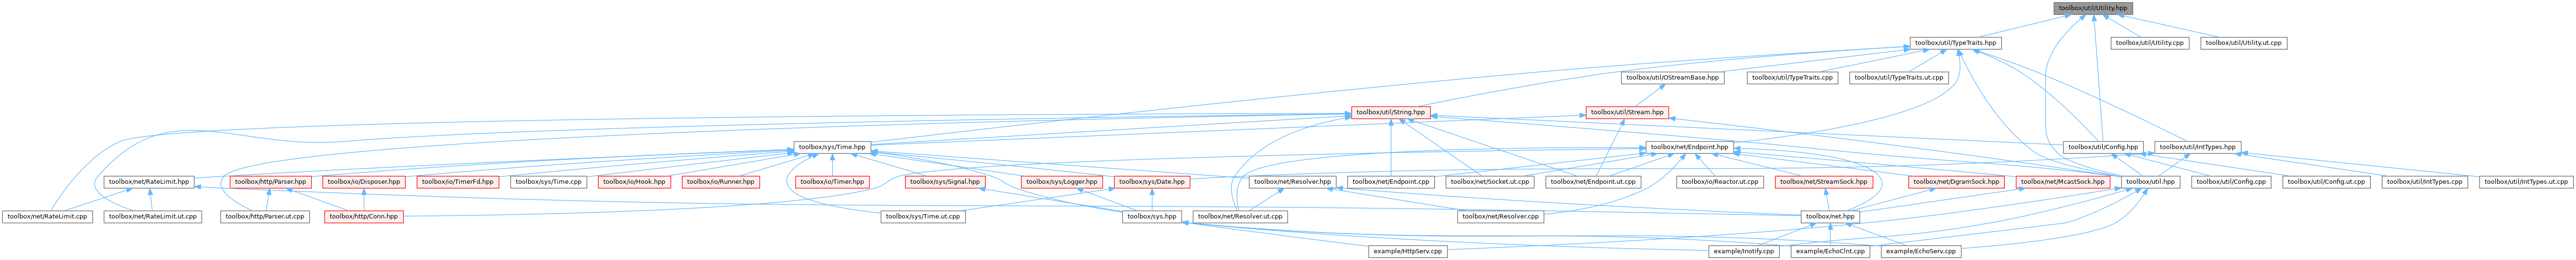 toolbox/util/Utility.hpp
toolbox/util/TypeTraits.hpp
toolbox/util/Utility.cpp
toolbox/util/Utility.ut.cpp
toolbox/util/OStreamBase.hpp
toolbox/util/TypeTraits.cpp
toolbox/util/TypeTraits.ut.cpp
toolbox/util/String.hpp
toolbox/util/Stream.hpp
toolbox/sys/Time.hpp
toolbox/net/Endpoint.hpp
toolbox/util/Config.hpp
toolbox/util/IntTypes.hpp
toolbox/net/RateLimit.hpp
toolbox/http/Parser.hpp
toolbox/io/Disposer.hpp
toolbox/io/TimerFd.hpp
toolbox/sys/Time.cpp
toolbox/io/Hook.hpp
toolbox/io/Runner.hpp
toolbox/io/Timer.hpp
toolbox/sys/Signal.hpp
toolbox/sys/Logger.hpp
toolbox/sys/Date.hpp
toolbox/net/Resolver.hpp
toolbox/net/Endpoint.cpp
toolbox/net/Socket.ut.cpp
toolbox/net/Endpoint.ut.cpp
toolbox/io/Reactor.ut.cpp
toolbox/net/StreamSock.hpp
toolbox/net/DgramSock.hpp
toolbox/net/McastSock.hpp
toolbox/util.hpp
toolbox/util/Config.cpp
toolbox/util/Config.ut.cpp
toolbox/util/IntTypes.cpp
toolbox/util/IntTypes.ut.cpp
toolbox/net/RateLimit.cpp
toolbox/net/RateLimit.ut.cpp
toolbox/http/Parser.ut.cpp
toolbox/http/Conn.hpp
toolbox/sys/Time.ut.cpp
toolbox/sys.hpp
toolbox/net/Resolver.ut.cpp
toolbox/net/Resolver.cpp
toolbox/net.hpp
example/HttpServ.cpp
example/Inotify.cpp
example/EchoClnt.cpp
example/EchoServ.cpp